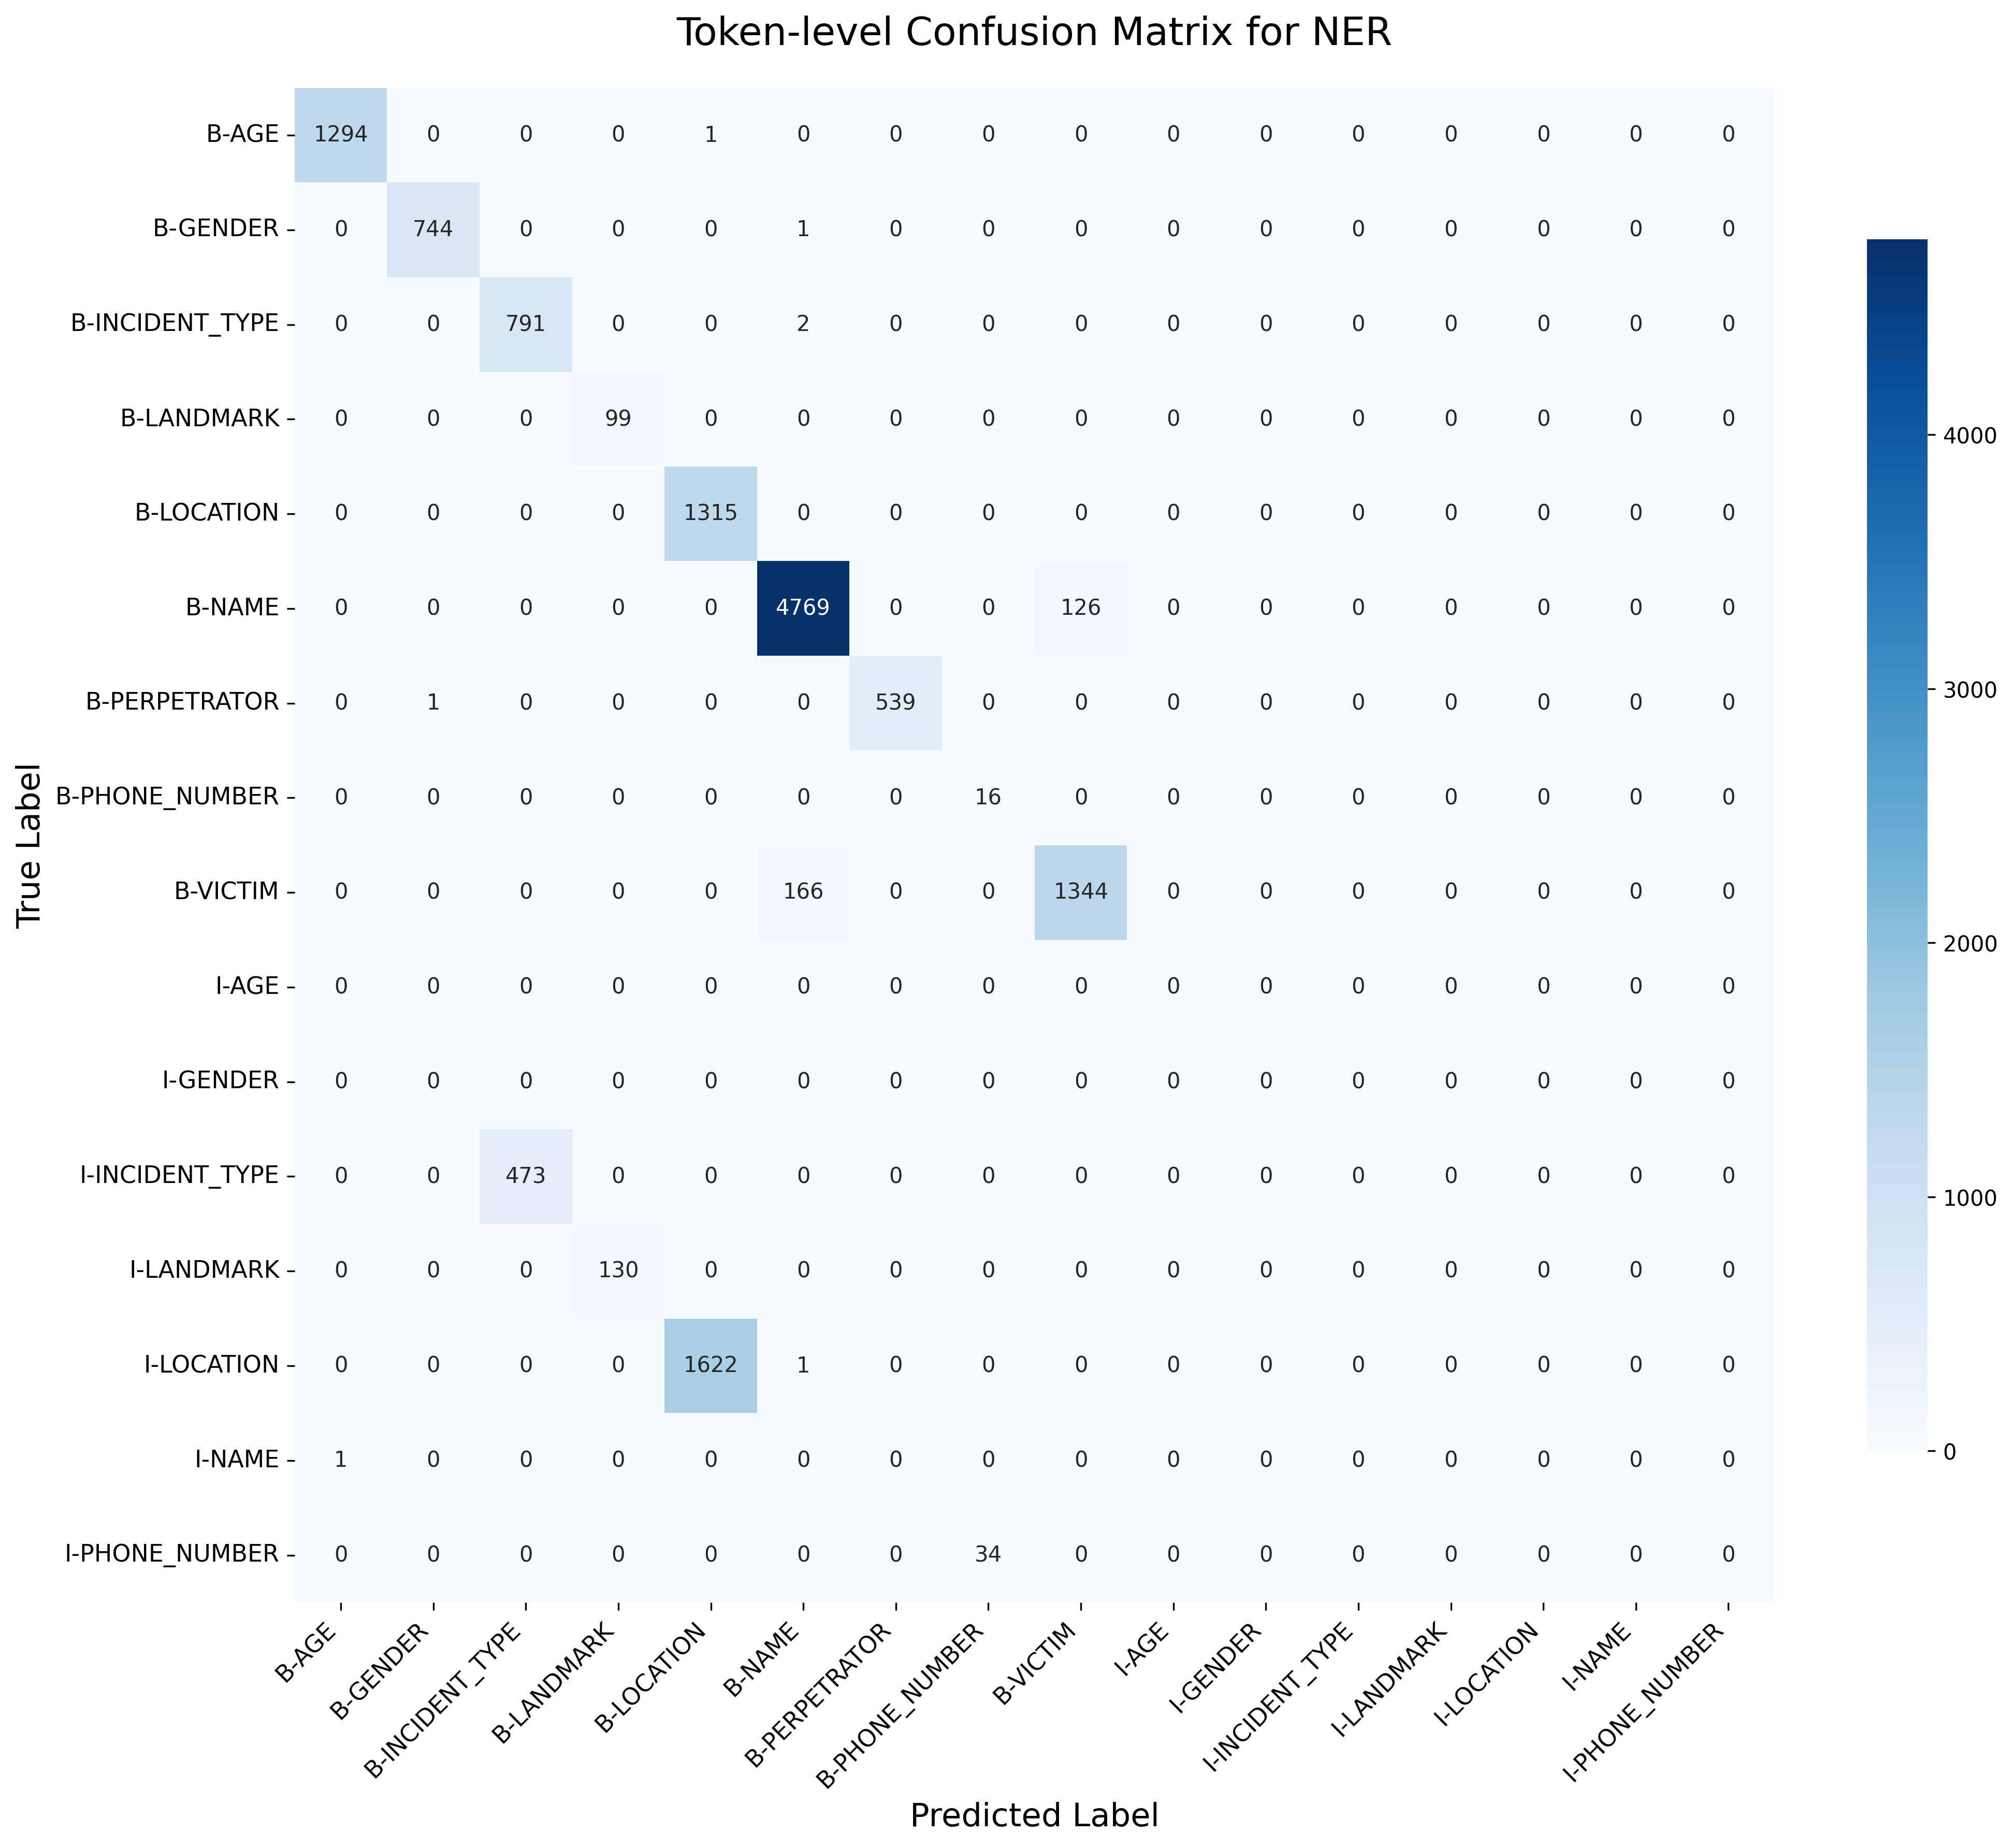 Token-level Confusion Matrix for NER
B-AGE 1294 0 0 0 1 0 0 0 0 0 0 0 0 0 0 0
B-GENDER 0 744 0 0 0 1 0 0 0 0 0 0 0 0 0 0
B-INCIDENT_TYPE 0 0 791 0 0 2 0 0 0 0 0 0 0 0 0 0
B-LANDMARK 0 0 0 99 0 0 0 0 0 0 0 0 0 0 0 0
B-LOCATION 0 0 0 0 1315 0 0 0 0 0 0 0 0 0 0 0
B-NAME 0 0 0 0 0 4769 0 0 126 0 0 0 0 0 0 0
B-PERPETRATOR 0 1 0 0 0 0 539 0 0 0 0 0 0 0 0 0
B-PHONE_NUMBER 0 0 0 0 0 0 0 16 0 0 0 0 0 0 0 0
B-VICTIM 0 0 0 0 0 166 0 0 1344 0 0 0 0 0 0 0
I-AGE 0 0 0 0 0 0 0 0 0 0 0 0 0 0 0 0
I-GENDER 0 0 0 0 0 0 0 0 0 0 0 0 0 0 0 0
I-INCIDENT_TYPE 0 0 473 0 0 0 0 0 0 0 0 0 0 0 0 0
I-LANDMARK 0 0 0 130 0 0 0 0 0 0 0 0 0 0 0 0
I-LOCATION 0 0 0 0 1622 1 0 0 0 0 0 0 0 0 0 0
I-NAME 1 0 0 0 0 0 0 0 0 0 0 0 0 0 0 0
I-PHONE_NUMBER 0 0 0 0 0 0 0 34 0 0 0 0 0 0 0 0
True Label
B-AGE
B-GENDER
B-INCIDENT_TYPE
B-LANDMARK
B-LOCATION
B-NAME
B-PERPETRATOR
B-PHONE_NUMBER
B-VICTIM
I-AGE
I-GENDER
I-INCIDENT_TYPE
I-LANDMARK
I-LOCATION
I-NAME
I-PHONE_NUMBER
Predicted Label
4000
3000
2000
1000
0